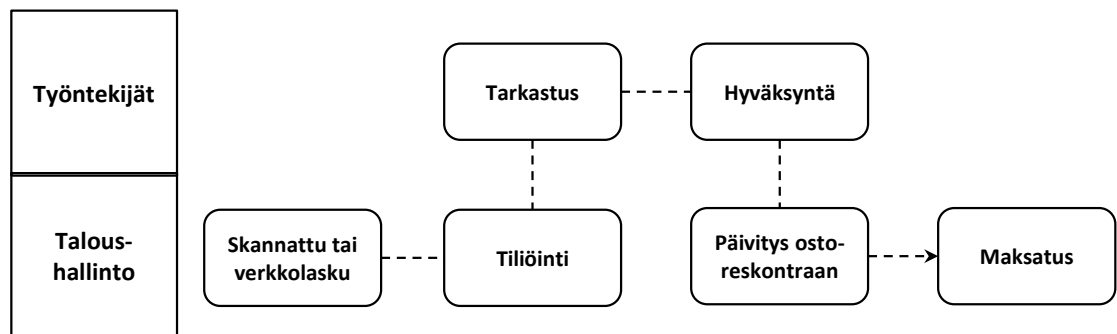 Työntekijät
Tarkastus
Hyväksyntä
Talous-
hallinto
Skannattu tai
verkkolasku
Tiliöinti
Päivitys osto-
reskontraan
Maksatus